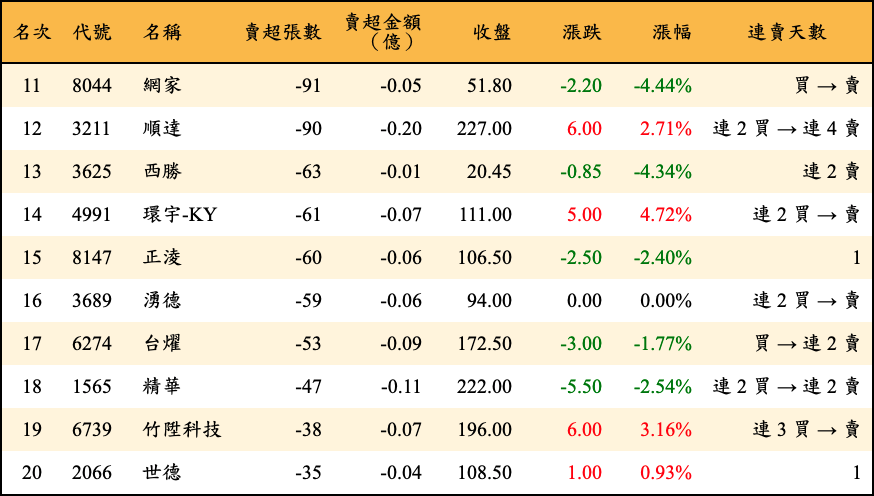 名次 代號 名稱 賣超張數 賣超金額（億） 收盤 漲跌 漲幅 連賣天數
11 8044 網家 -91 -0.05 51.80 -2.20 -4.44% 買 → 賣
12 3211 順達 -90 -0.20 227.00 6.00 2.71% 連 2 買 → 連 4 賣
13 3625 西勝 -63 -0.01 20.45 -0.85 -4.34% 連 2 賣
14 4991 環宇-KY -61 -0.07 111.00 5.00 4.72% 連 2 買 → 賣
15 8147 正淩 -60 -0.06 106.50 -2.50 -2.40% 1
16 3689 湧德 -59 -0.06 94.00 0.00 0.00% 連 2 買 → 賣
17 6274 台燿 -53 -0.09 172.50 -3.00 -1.77% 買 → 連 2 賣
18 1565 精華 -47 -0.11 222.00 -5.50 -2.54% 連 2 買 → 連 2 賣
19 6739 竹陞科技 -38 -0.07 196.00 6.00 3.16% 連 3 買 → 賣
20 2066 世德 -35 -0.04 108.50 1.00 0.93% 1